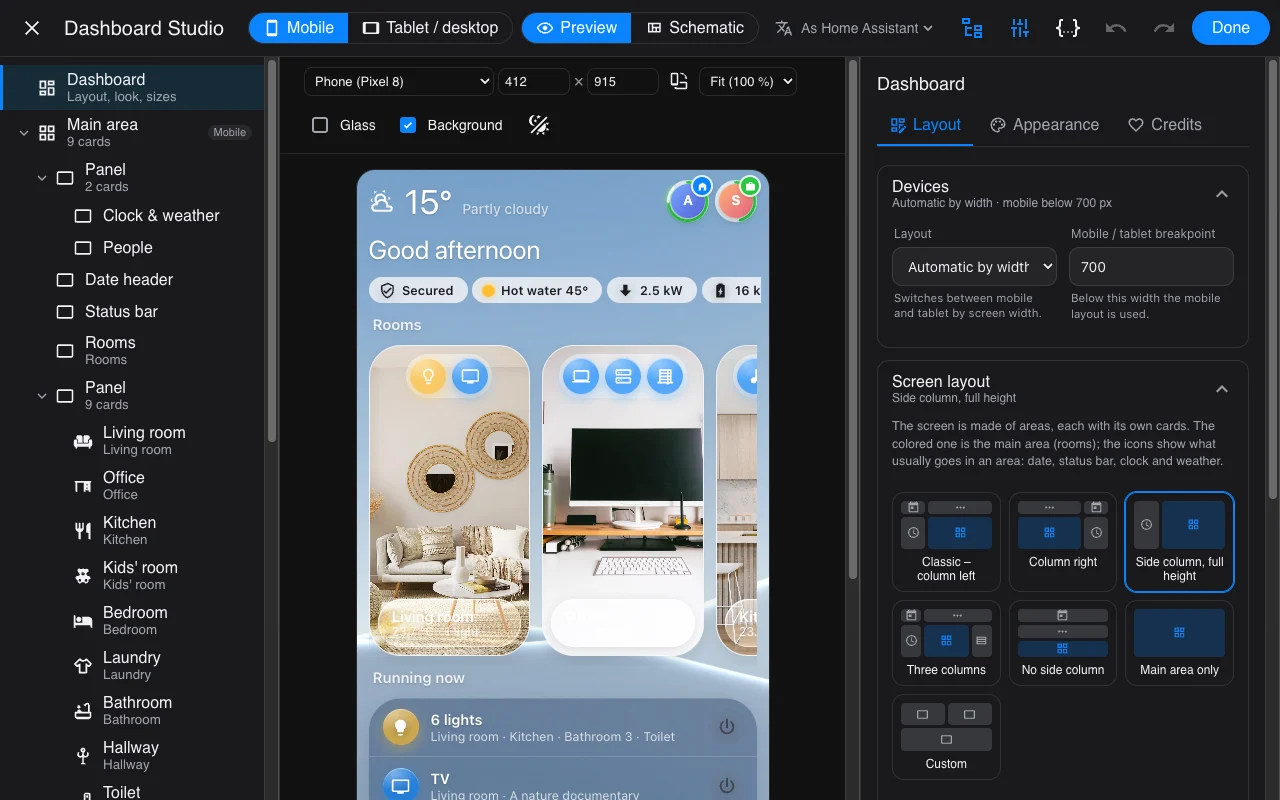 Dashboard Studio
Mobile
Tablet / desktop
Preview
Schematic
As Home Assistant
Done
Dashboard
Layout, look, sizes
Main area
9 cards
Mobile
Panel
2 cards
Clock & weather
People
Date header
Status bar
Rooms
Rooms
Panel
9 cards
Living room
Living room
Office
Office
Kitchen
Kitchen
Kids' room
Kids' room
Bedroom
Bedroom
Laundry
Laundry
Bathroom
Bathroom
Hallway
Hallway
Toilet
Phone (Pixel 8)
412
×
915
Fit (100 %)
Glass
Background
15°
Partly cloudy
A
S
Good afternoon
Secured
Hot water 45°
2.5 kW
16 k
Rooms
Living room
Kit
23.
Running now
6 lights
Living room · Kitchen · Bathroom 3 · Toilet
TV
Living room · A nature documentary
Dashboard
Layout
Appearance
Credits
Devices
Automatic by width · mobile below 700 px
Layout
Mobile / tablet breakpoint
Automatic by width
700
Switches between mobile
and tablet by screen width.
Below this width the mobile
layout is used.
Screen layout
Side column, full height
The screen is made of areas, each with its own cards. The
colored one is the main area (rooms); the icons show what
usually goes in an area: date, status bar, clock and weather.
Classic –
column left
Column right
Side column, full
height
Three columns
No side column
Main area only
Custom